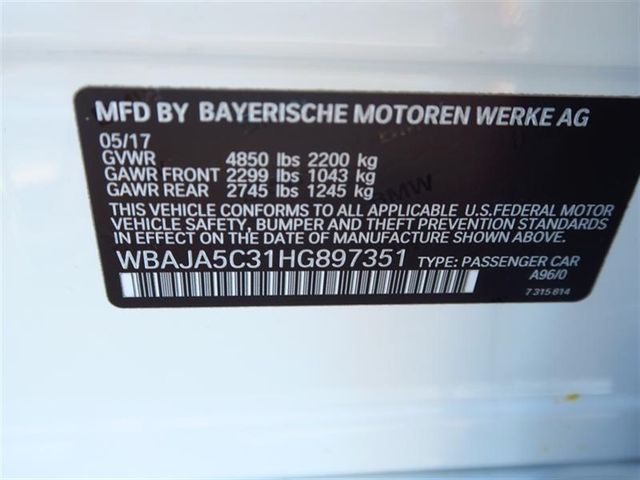 MFD BY BAYERISCHE MOTOREN WERKE AG
05/17
GVWR 4850 lbs 2200 kg
GAWR FRONT 2299 lbs 1043 kg
GAWR REAR 2745 lbs 1245 kg
BMW
THIS VEHICLE CONFORMS TO ALL APPLICABLE U.S.FEDERAL MOTOR
VEHICLE SAFETY, BUMPER AND THEFT PREVENTION STANDARDS
IN EFFECT ON THE DATE OF MANUFACTURE SHOWN ABOVE.
WBAJA5C31HG897351 TYPE: PASSENGER CAR
A96/0
7 315 614